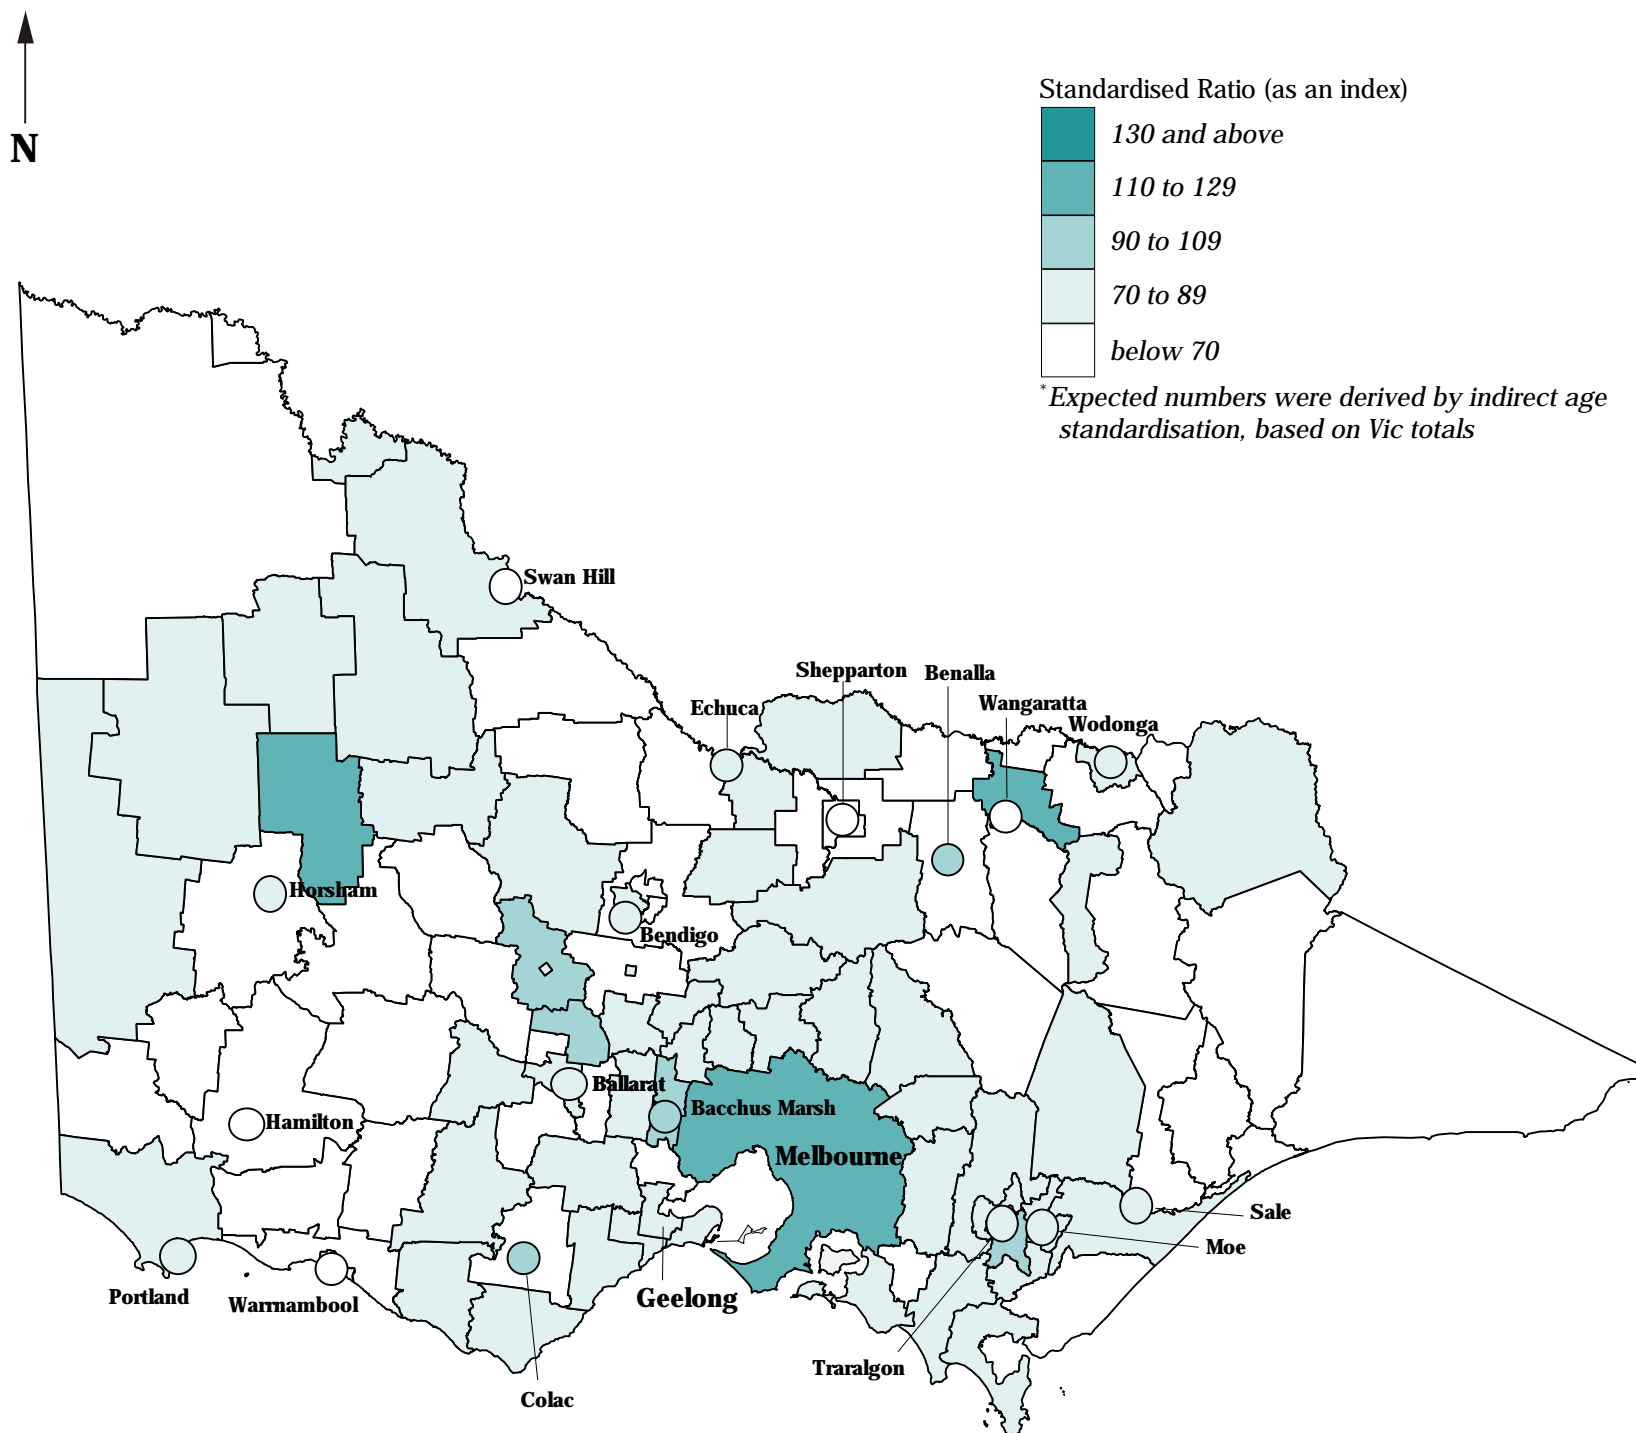 N
Standardised Ratio (as an index)
130 and above
110 to 129
90 to 109
70 to 89
below 70
*Expected numbers were derived by indirect age
standardisation, based on Vic totals
Swan Hill
Shepparton
Benalla
Echuca
Wangaratta
Wodonga
Horsham
Bendigo
Ballarat
Bacchus Marsh
Hamilton
Melbourne
Sale
Moe
Portland
Warrnambool
Geelong
Traralgon
Colac